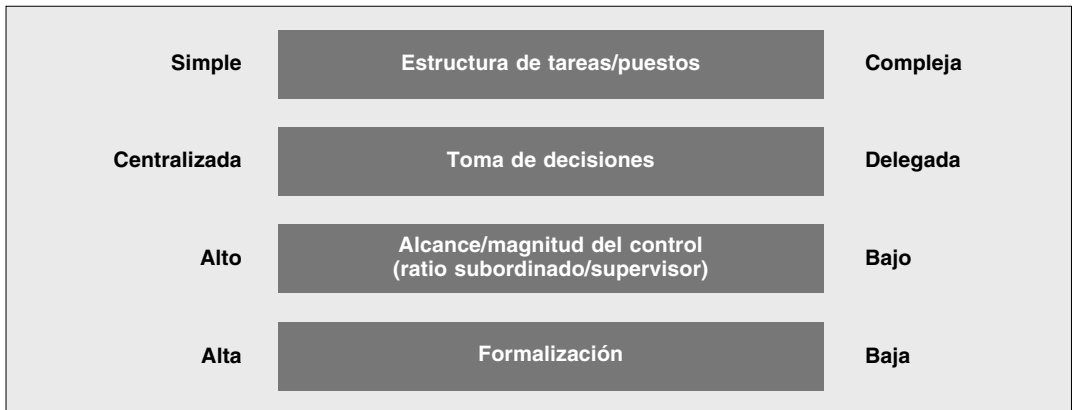 Simple Estructura de tareas/puestos Compleja
Centralizada Toma de decisiones Delegada
Alcance/magnitud del control
Alto (ratio subordinado/supervisor) Bajo
Alta Formalización Baja